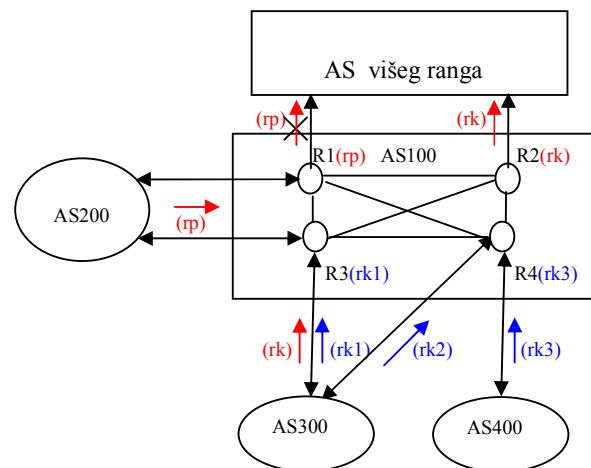 AS višeg ranga
(rp)
(rk)
R1(rp)
AS100
R2(rk)
AS200
(rp)
R3(rk1)
R4(rk3)
(rk)
(rk1)
(rk2)
(rk3)
AS300
AS400